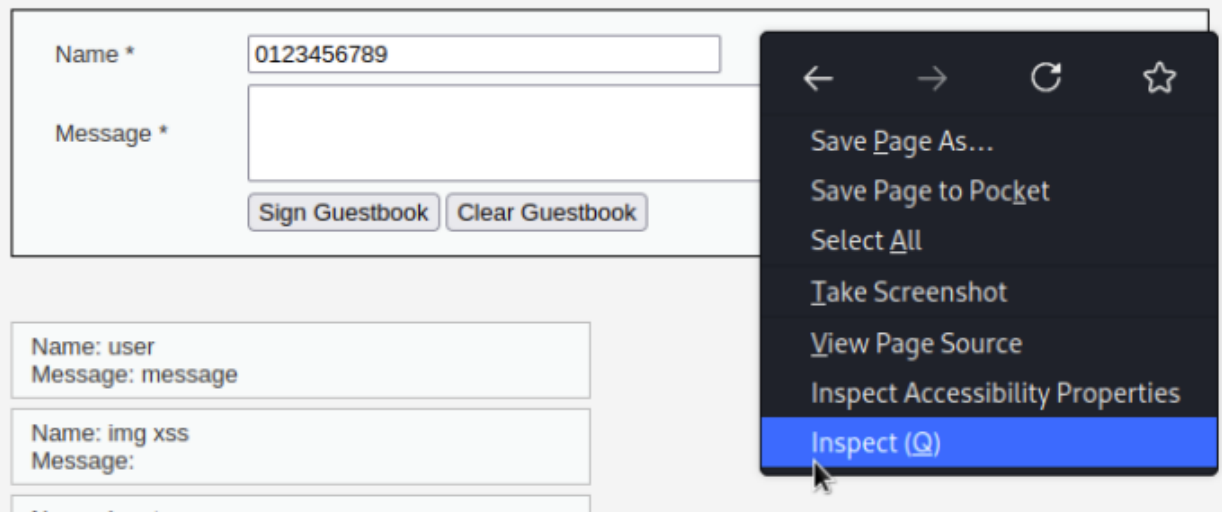 Name * 0123456789
Message *
Sign Guestbook Clear Guestbook
Name: user
Message: message
Name: img xss
Message:
Save Page As...
Save Page to Pocket
Select All
Take Screenshot
View Page Source
Inspect Accessibility Properties
Inspect (Q)